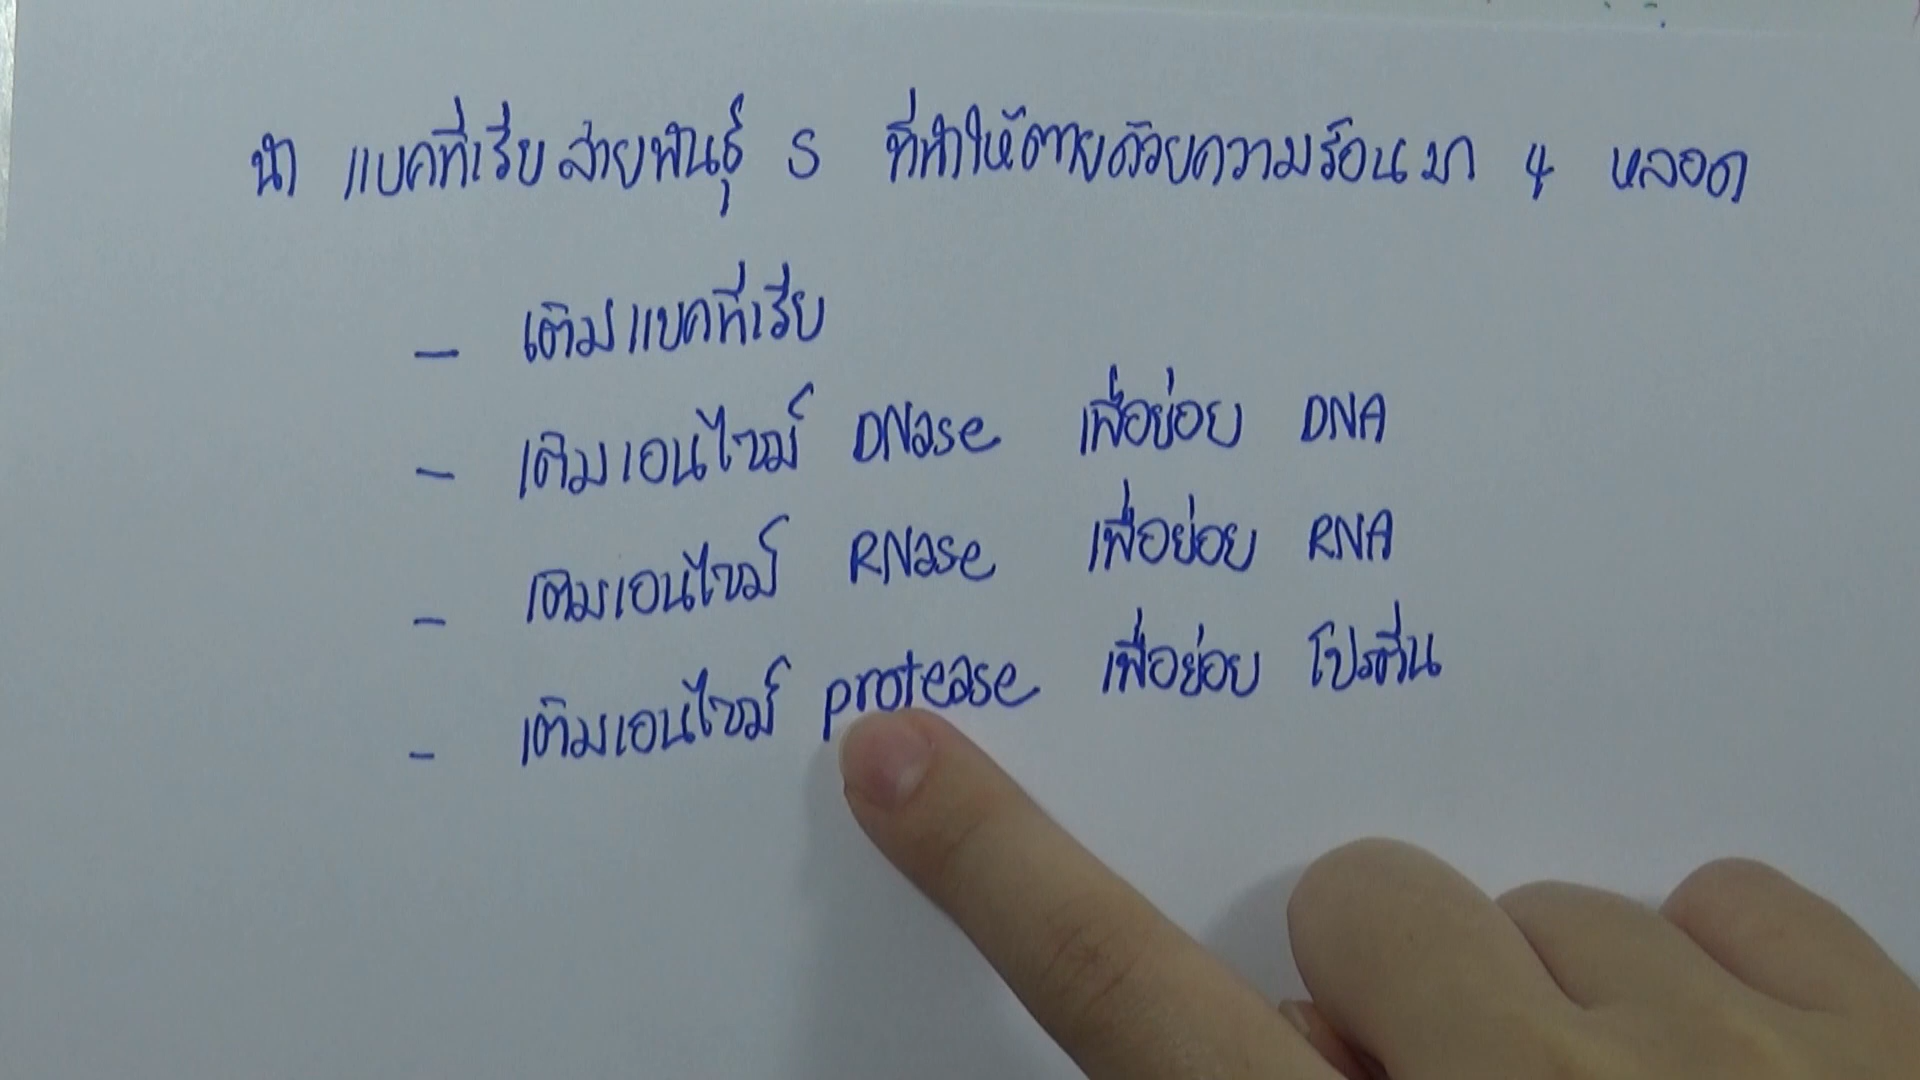 นำ แบคทีเรียสายพันธุ์ S ที่ทำให้ตายด้วยความร้อนมา 4 หลอด
- เติมแบคทีเรีย
- เติมเอนไซม์ DNase เพื่อย่อย DNA
- เติมเอนไซม์ RNase เพื่อย่อย RNA
- เติมเอนไซม์ protease เพื่อย่อย โปรตีน